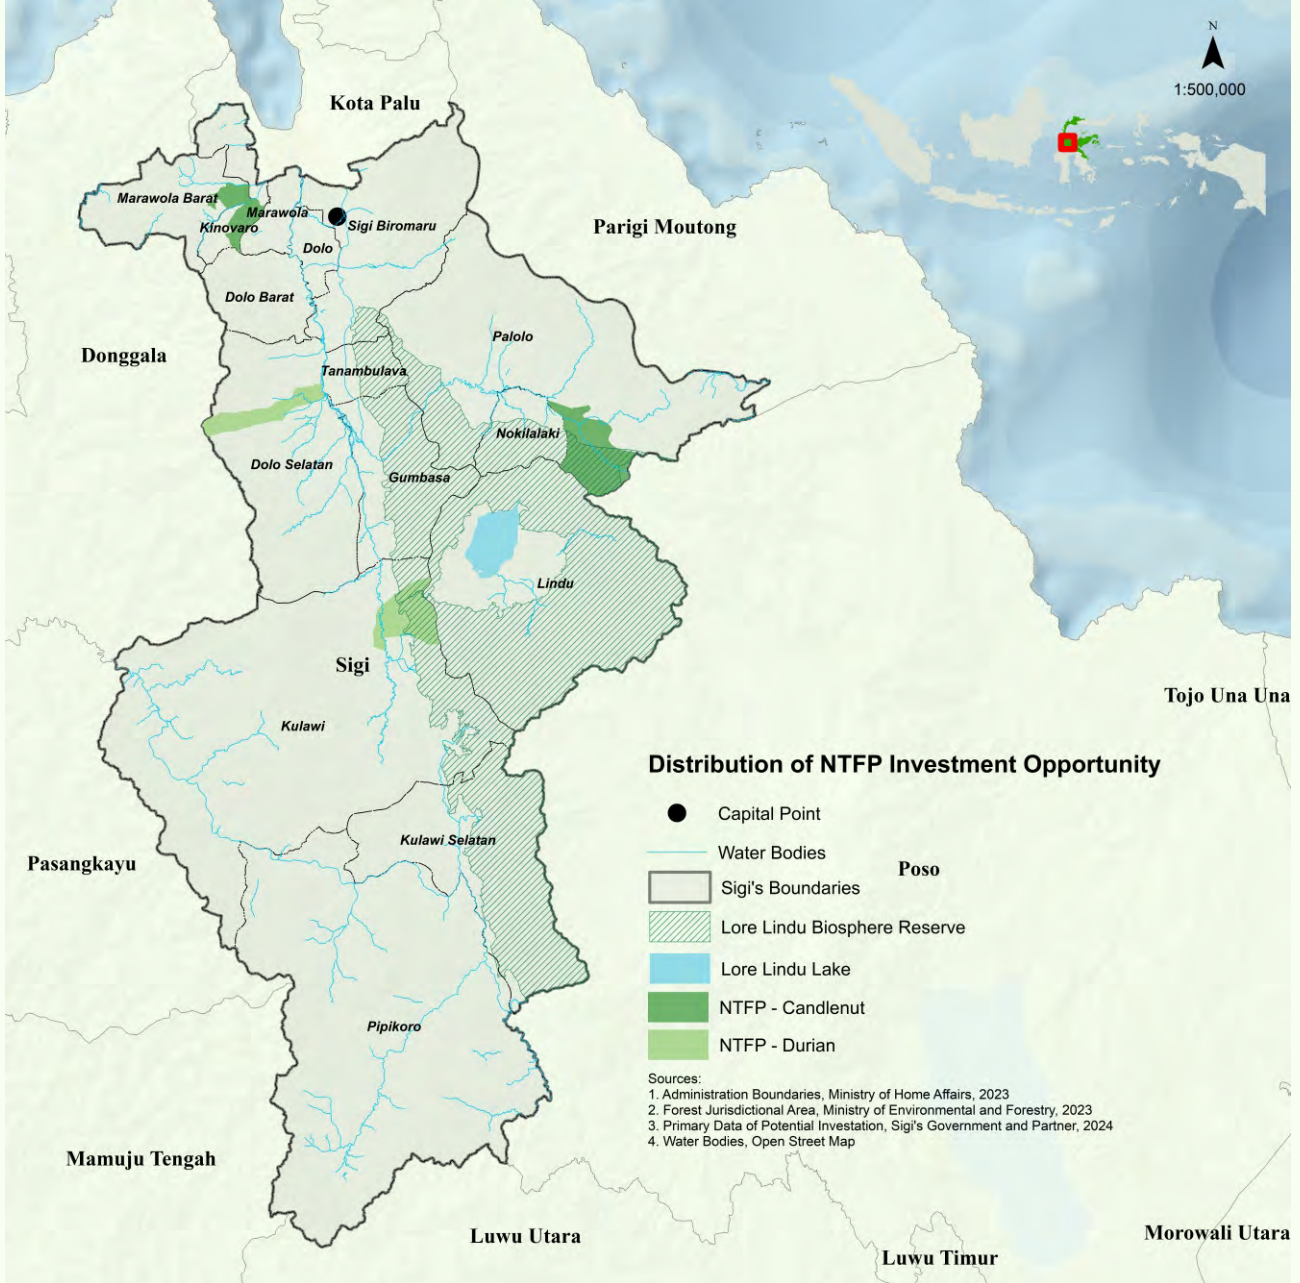 N
1:500,000
Kota Palu
Marawola Barat
Marawola
Kinovaro
Sigi Biromaru
Dolo
Parigi Moutong
Dolo Barat
Donggala
Palolo
Tanambulava
Nokilalaki
Dolo Selatan
Gumbasa
Lindu
Sigi
Tojo Una Una
Kulawi
Kulawi Selatan
Pasangkayu
Poso
Pipikoro
Mamuju Tengah
Luwu Utara
Luwu Timur
Morowali Utara
Distribution of NTFP Investment Opportunity
Capital Point
Water Bodies
Sigi's Boundaries
Lore Lindu Biosphere Reserve
Lore Lindu Lake
NTFP - Candlenut
NTFP - Durian
Sources:
1. Administration Boundaries, Ministry of Home Affairs, 2023
2. Forest Jurisdictional Area, Ministry of Environmental and Forestry, 2023
3. Primary Data of Potential Investation, Sigi's Government and Partner, 2024
4. Water Bodies, Open Street Map